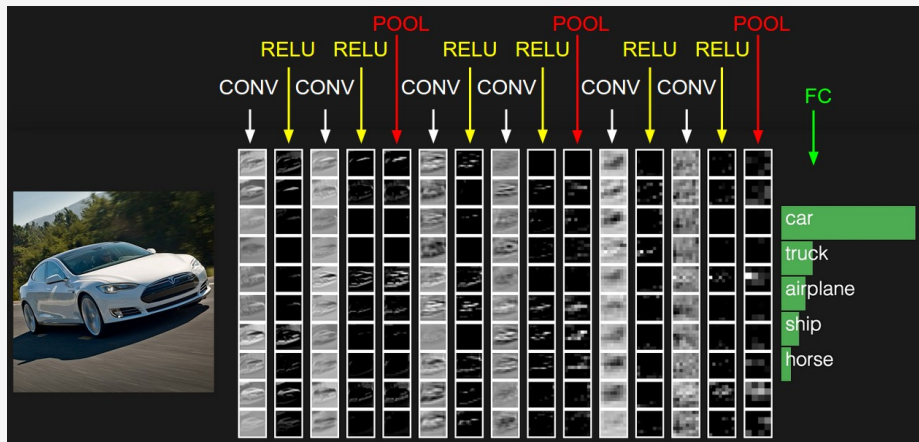 POOL POOL POOL
RELU RELU RELU RELU RELU RELU
CONV CONV CONV CONV CONV CONV
FC
car
truck
airplane
ship
horse